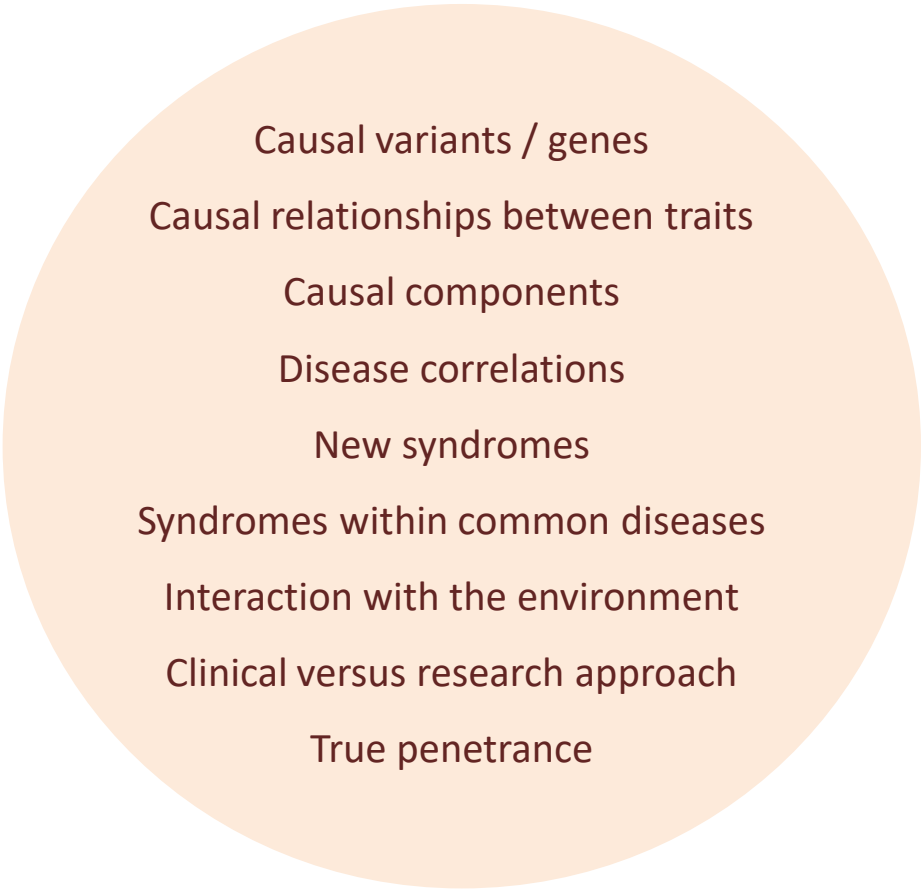 Causal variants / genes
Causal relationships between traits
Causal components
Disease correlations
New syndromes
Syndromes within common diseases
Interaction with the environment
Clinical versus research approach
True penetrance